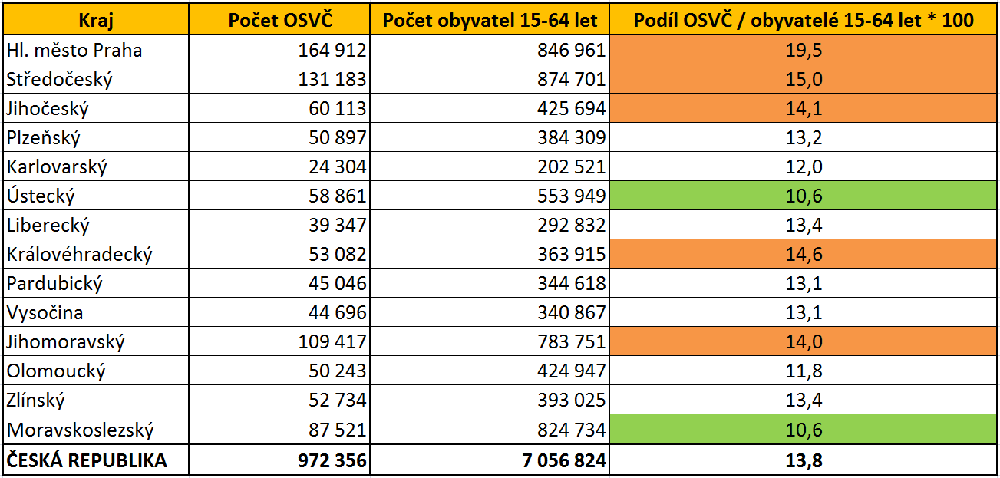 Kraj Počet OSVČ Počet obyvatel 15-64 let Podíl OSVČ / obyvatelé 15-64 let * 100
Hl. město Praha 164 912 846 961 19,5
Středočeský 131 183 874 701 15,0
Jihočeský 60 113 425 694 14,1
Plzeňský 50 897 384 309 13,2
Karlovarský 24 304 202 521 12,0
Ústecký 58 861 553 949 10,6
Liberecký 39 347 292 832 13,4
Královéhradecký 53 082 363 915 14,6
Pardubický 45 046 344 618 13,1
Vysočina 44 696 340 867 13,1
Jihomoravský 109 417 783 751 14,0
Olomoucký 50 243 424 947 11,8
Zlínský 52 734 393 025 13,4
Moravskoslezský 87 521 824 734 10,6
ČESKÁ REPUBLIKA 972 356 7 056 824 13,8